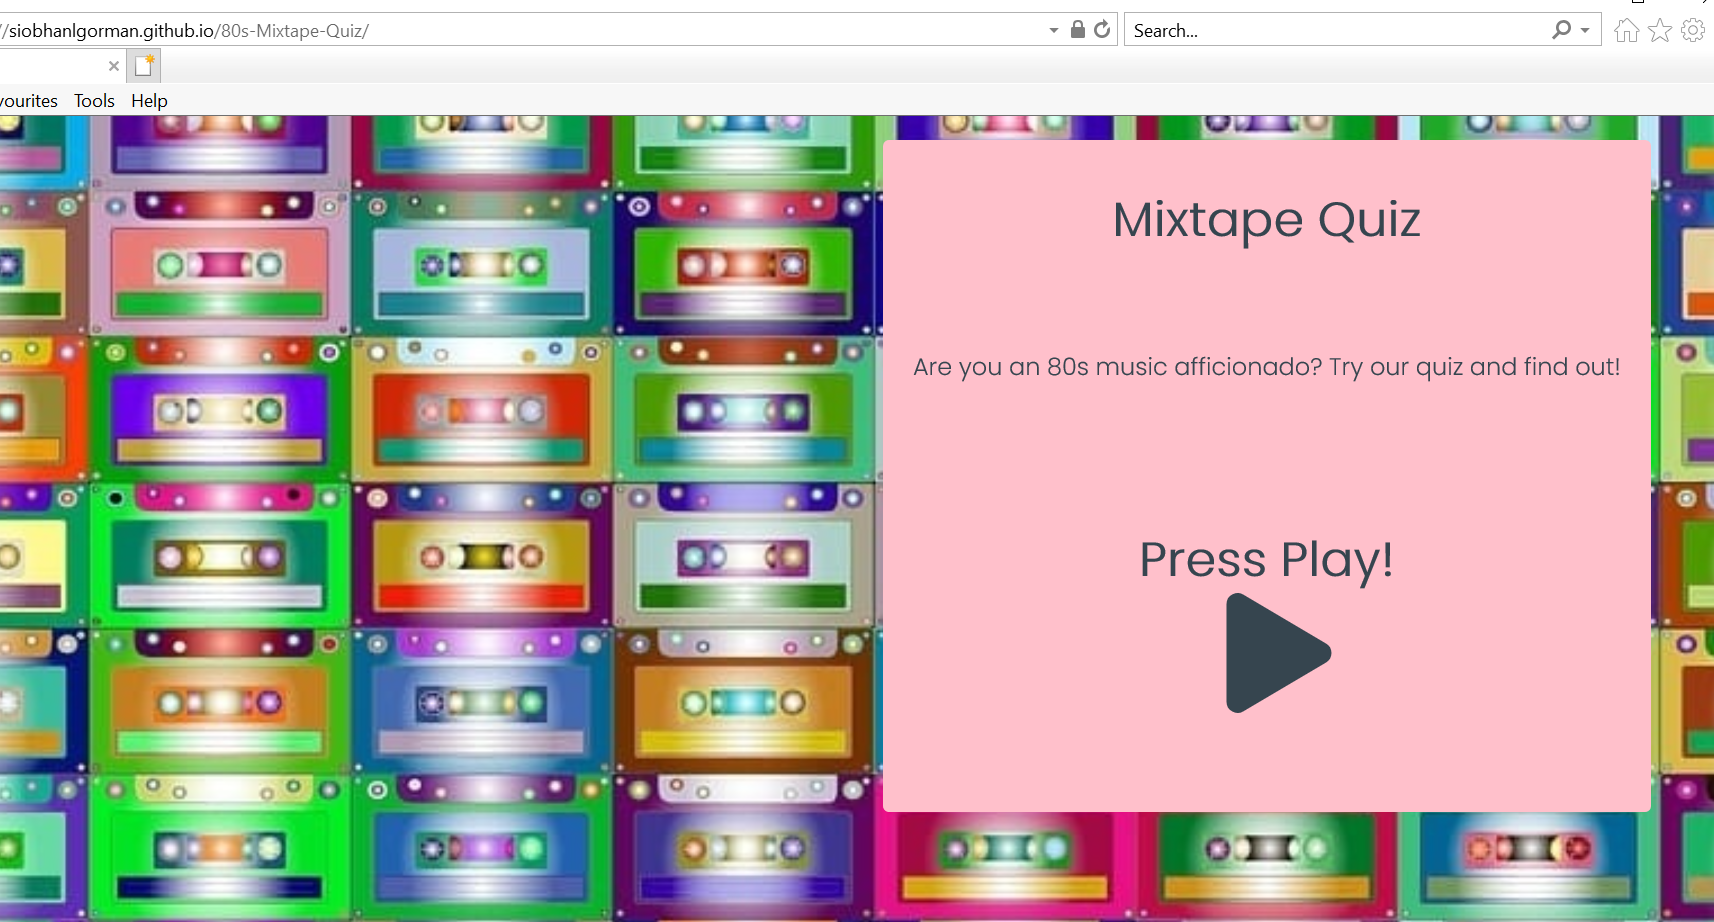 //siobhanlgorman.github.io/80s-Mixtape-Quiz/
Search...
Tools Help
Mixtape Quiz
Are you an 80s music afficionado? Try our quiz and find out!
Press Play!